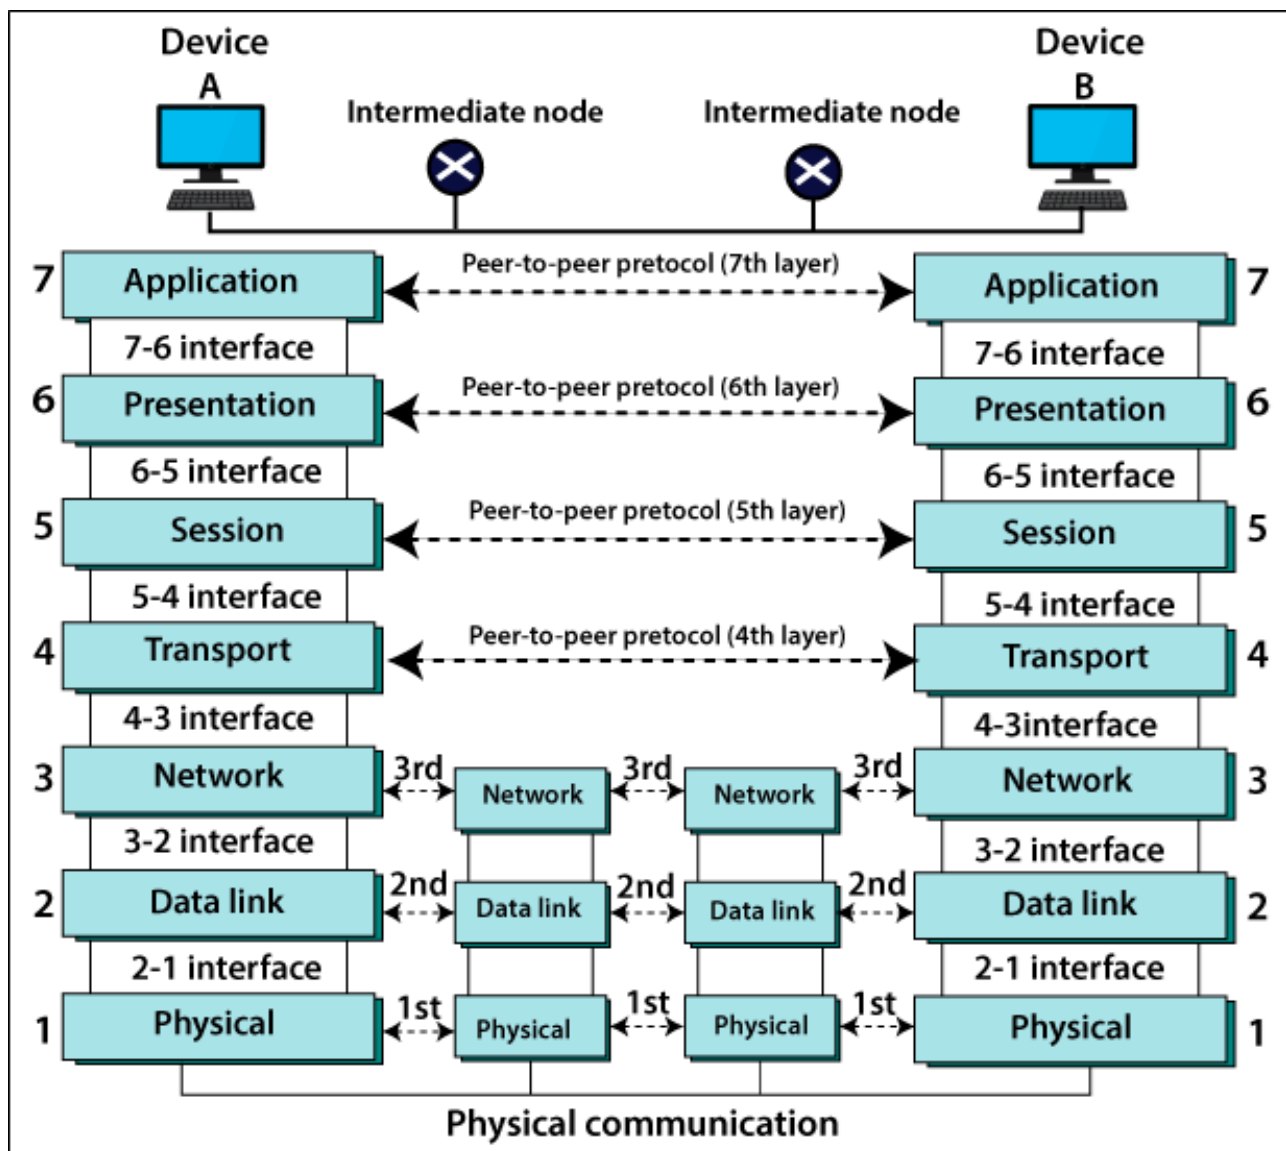 Device
A
Device
B
Intermediate node
Intermediate node
7
Application
Peer-to-peer pretocol (7th layer)
Application
7
7-6 interface
7-6 interface
6
Presentation
Peer-to-peer pretocol (6th layer)
Presentation
6
6-5 interface
6-5 interface
5
Session
Peer-to-peer pretocol (5th layer)
Session
5
5-4 interface
5-4 interface
4
Transport
Peer-to-peer pretocol (4th layer)
Transport
4
4-3 interface
4-3interface
3
Network
3rd
Network
3rd
Network
3rd
Network
3
3-2 interface
3-2 interface
2
Data link
2nd
Data link
2nd
Data link
2nd
Data link
2
2-1 interface
2-1 interface
1
Physical
1st
Physical
1st
Physical
1st
Physical
1
Physical communication